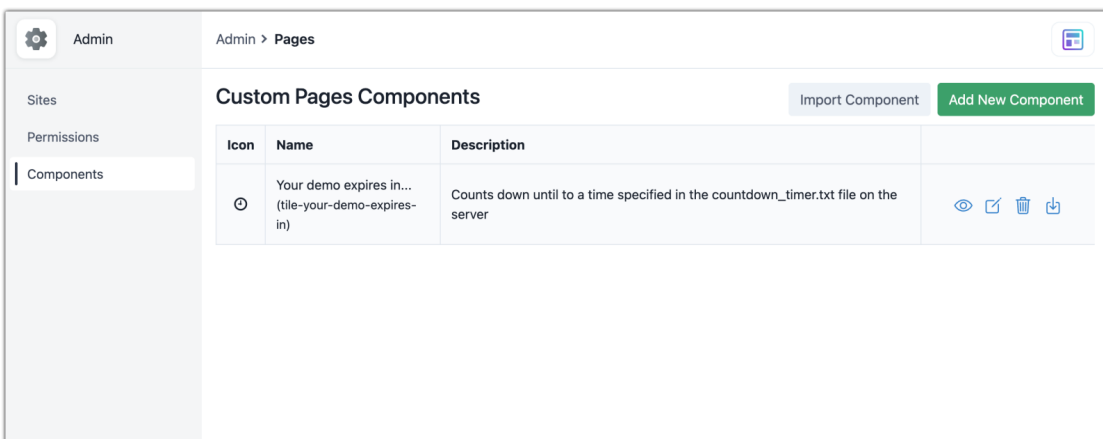 Admin
Admin > Pages
Sites
Permissions
Components
Custom Pages Components
Import Component
Add New Component
Icon Name Description
Your demo expires in...
(tile-your-demo-expires-
in)
Counts down until to a time specified in the countdown_timer.txt file on the
server